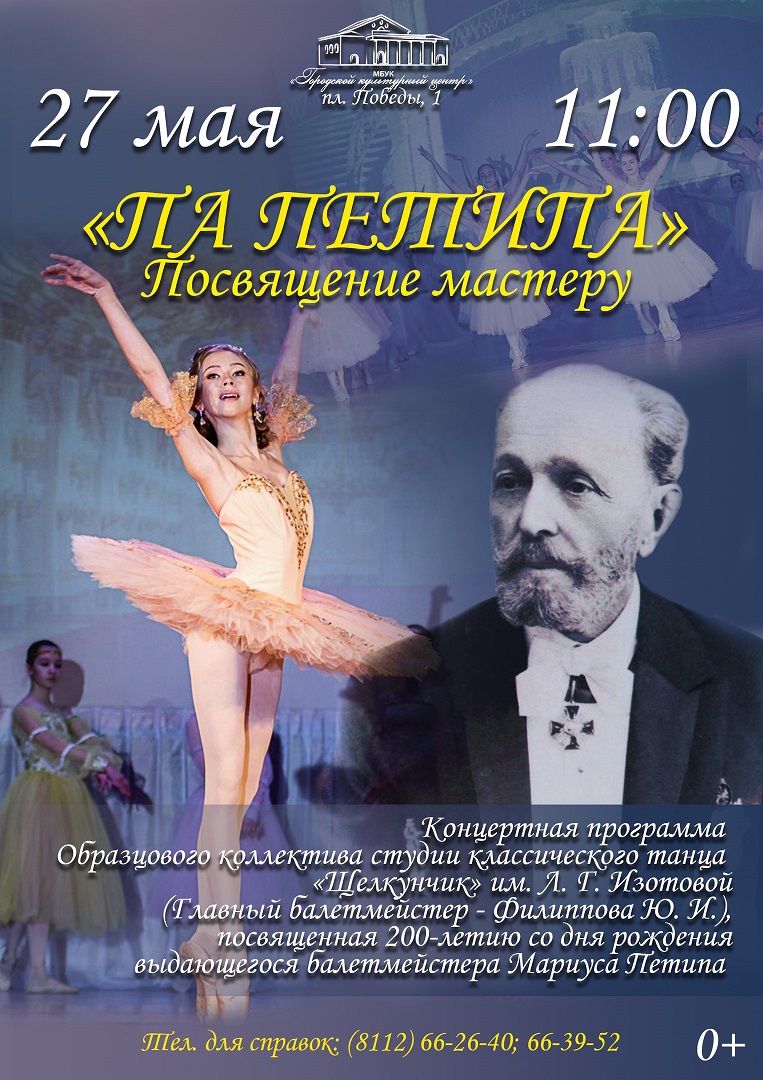 МБУК
«Городской культурный центр»
пл. Победы, 1
27 мая 11:00
«ПА ПЕТИПА»
Посвящение мастеру
Концертная программа
Образцового коллектива студии классического танца
«Щелкунчик» им. Л. Г. Изотовой
(Главный балетмейстер - Филиппова Ю. И.),
посвященная 200-летию со дня рождения
выдающегося балетмейстера Мариуса Петипа
Тел. для справок: (8112) 66-26-40; 66-39-52
0+